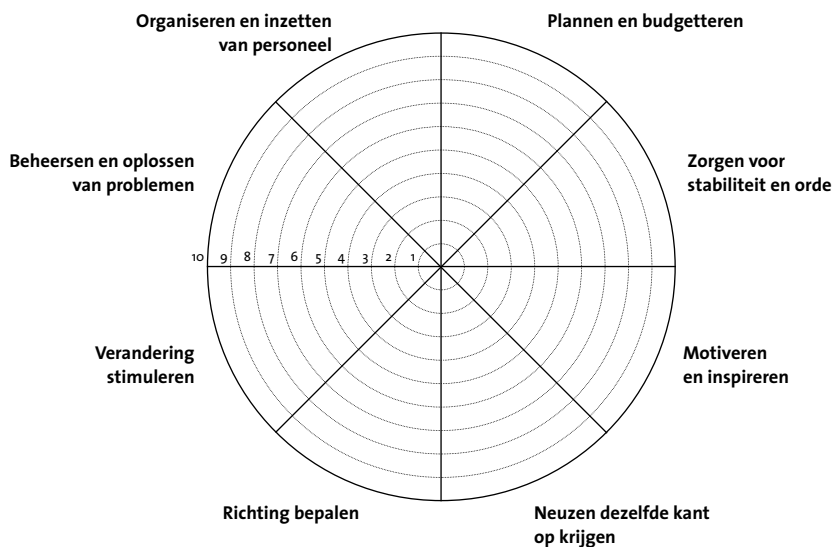 Organiseren en inzetten
van personeel
Plannen en budgetteren
Beheersen en oplossen
van problemen
Zorgen voor
stabiliteit en orde
10 9 8 7 6 5 4 3 2 1
Verandering
stimuleren
Motiveren
en inspireren
Richting bepalen
Neuzen dezelfde kant
op krijgen